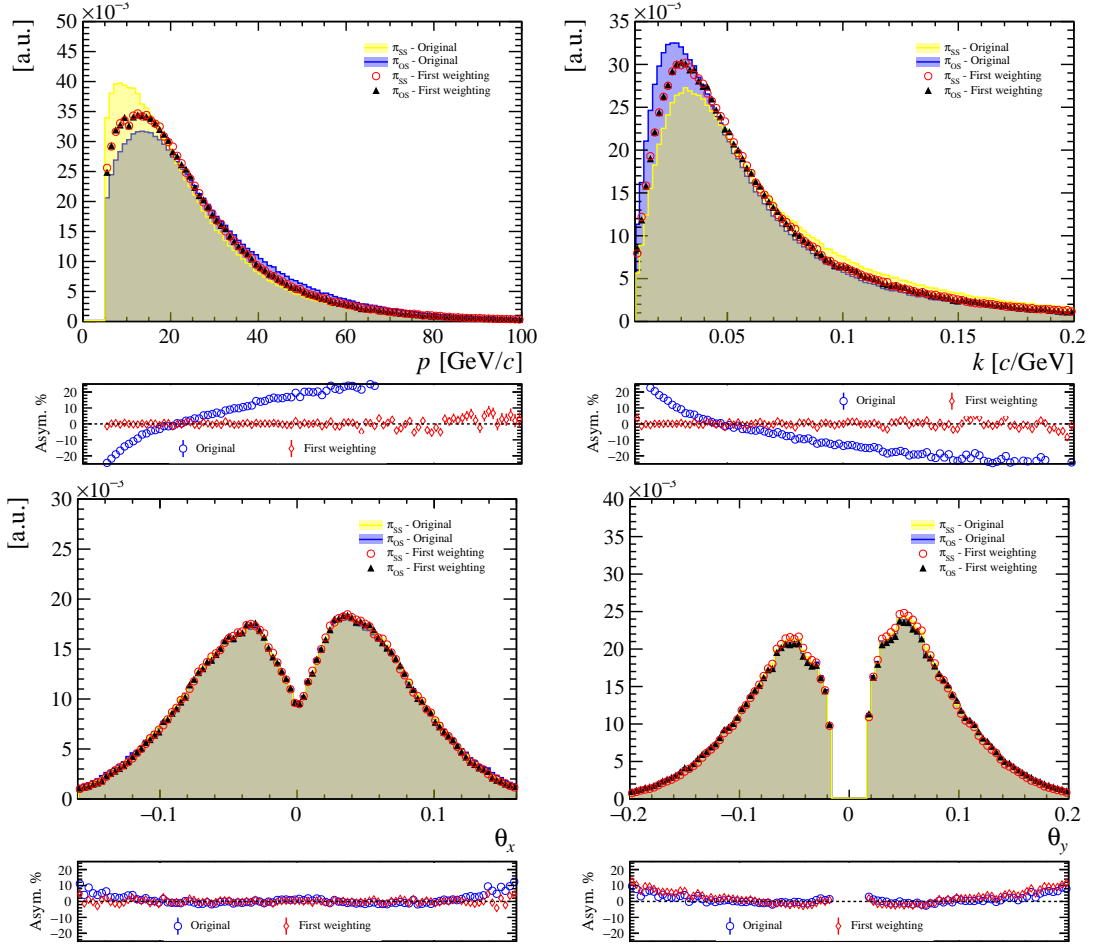 ×10⁻³
[a.u.]
50
45
40
35
30
25
20
15
10
5
0
π_SS - Original
π_OS - Original
π_SS - First weighting
π_OS - First weighting
0 20 40 60 80 100
p [GeV/c]
Asym. %
20
10
0
−10
−20
Original
First weighting
×10⁻³
[a.u.]
35
30
25
20
15
10
5
0
π_SS - Original
π_OS - Original
π_SS - First weighting
π_OS - First weighting
0.05 0.1 0.15 0.2
k [c/GeV]
Asym. %
20
10
0
−10
−20
Original
First weighting
×10⁻³
[a.u.]
30
25
20
15
10
5
0
π_SS - Original
π_OS - Original
π_SS - First weighting
π_OS - First weighting
−0.1 0 0.1
θ_x
Asym. %
20
10
0
−10
−20
Original
First weighting
×10⁻³
40
35
30
25
20
15
10
5
0
π_SS - Original
π_OS - Original
π_SS - First weighting
π_OS - First weighting
−0.2 −0.1 0 0.1 0.2
θ_y
Asym. %
20
10
0
−10
−20
Original
First weighting